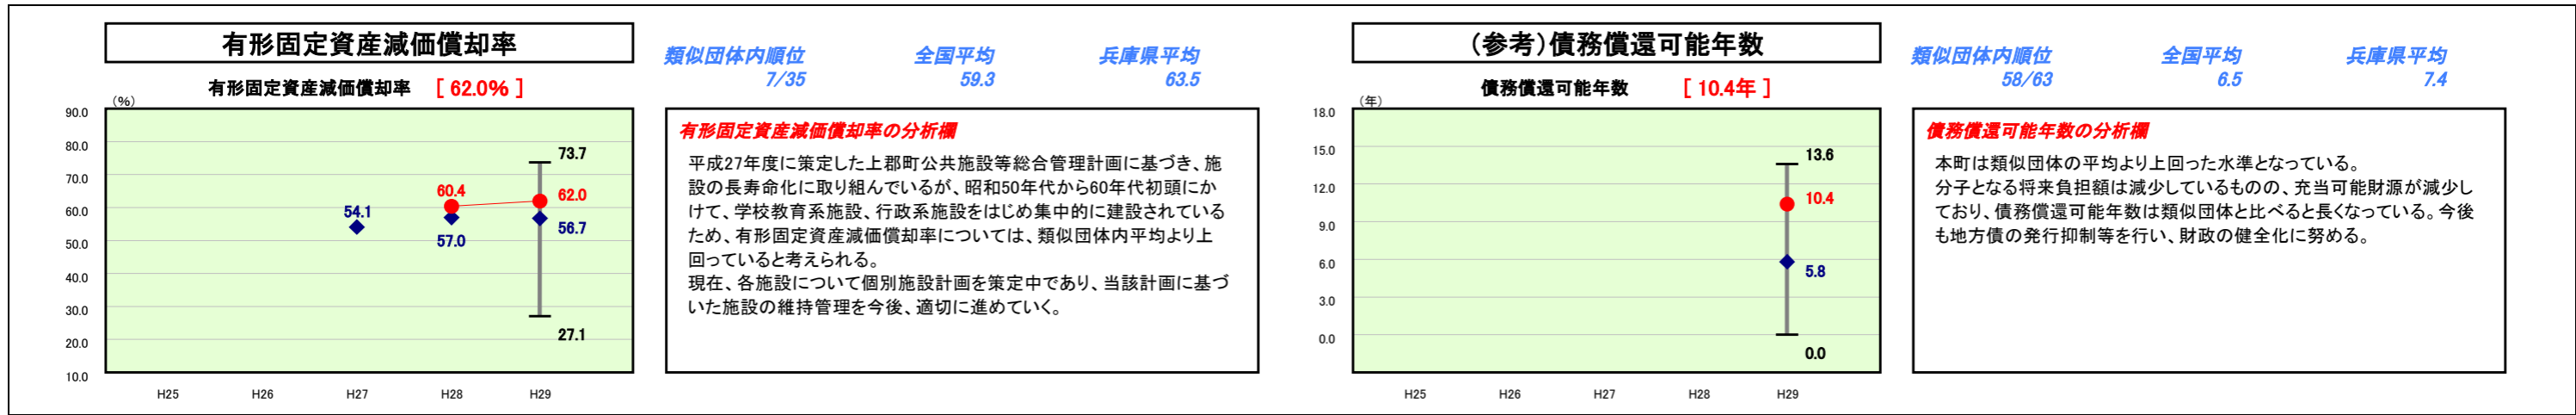 有形固定資産減価償却率
類似団体内順位
7/35
全国平均
59.3
兵庫県平均
63.5
有形固定資産減価償却率 [ 62.0% ]
(%)
90.0
80.0
70.0
60.0
50.0
40.0
30.0
20.0
10.0
73.7
60.4
62.0
54.1
57.0
56.7
27.1
H25 H26 H27 H28 H29
有形固定資産減価償却率の分析欄
平成27年度に策定した上郡町公共施設等総合管理計画に基づき、施
設の長寿命化に取り組んでいるが、昭和50年代から60年代初頭にか
けて、学校教育系施設、行政系施設をはじめ集中的に建設されている
ため、有形固定資産減価償却率については、類似団体内平均より上
回っていると考えられる。
現在、各施設について個別施設計画を策定中であり、当該計画に基づ
いた施設の維持管理を今後、適切に進めていく。
(参考)債務償還可能年数
類似団体内順位
58/63
全国平均
6.5
兵庫県平均
7.4
債務償還可能年数 [ 10.4年 ]
(年)
18.0
15.0
12.0
9.0
6.0
3.0
0.0
13.6
10.4
5.8
0.0
H25 H26 H27 H28 H29
債務償還可能年数の分析欄
本町は類似団体の平均より上回った水準となっている。
分子となる将来負担額は減少しているものの、充当可能財源が減少し
ており、債務償還可能年数は類似団体と比べると長くなっている。今後
も地方債の発行抑制等を行い、財政の健全化に努める。